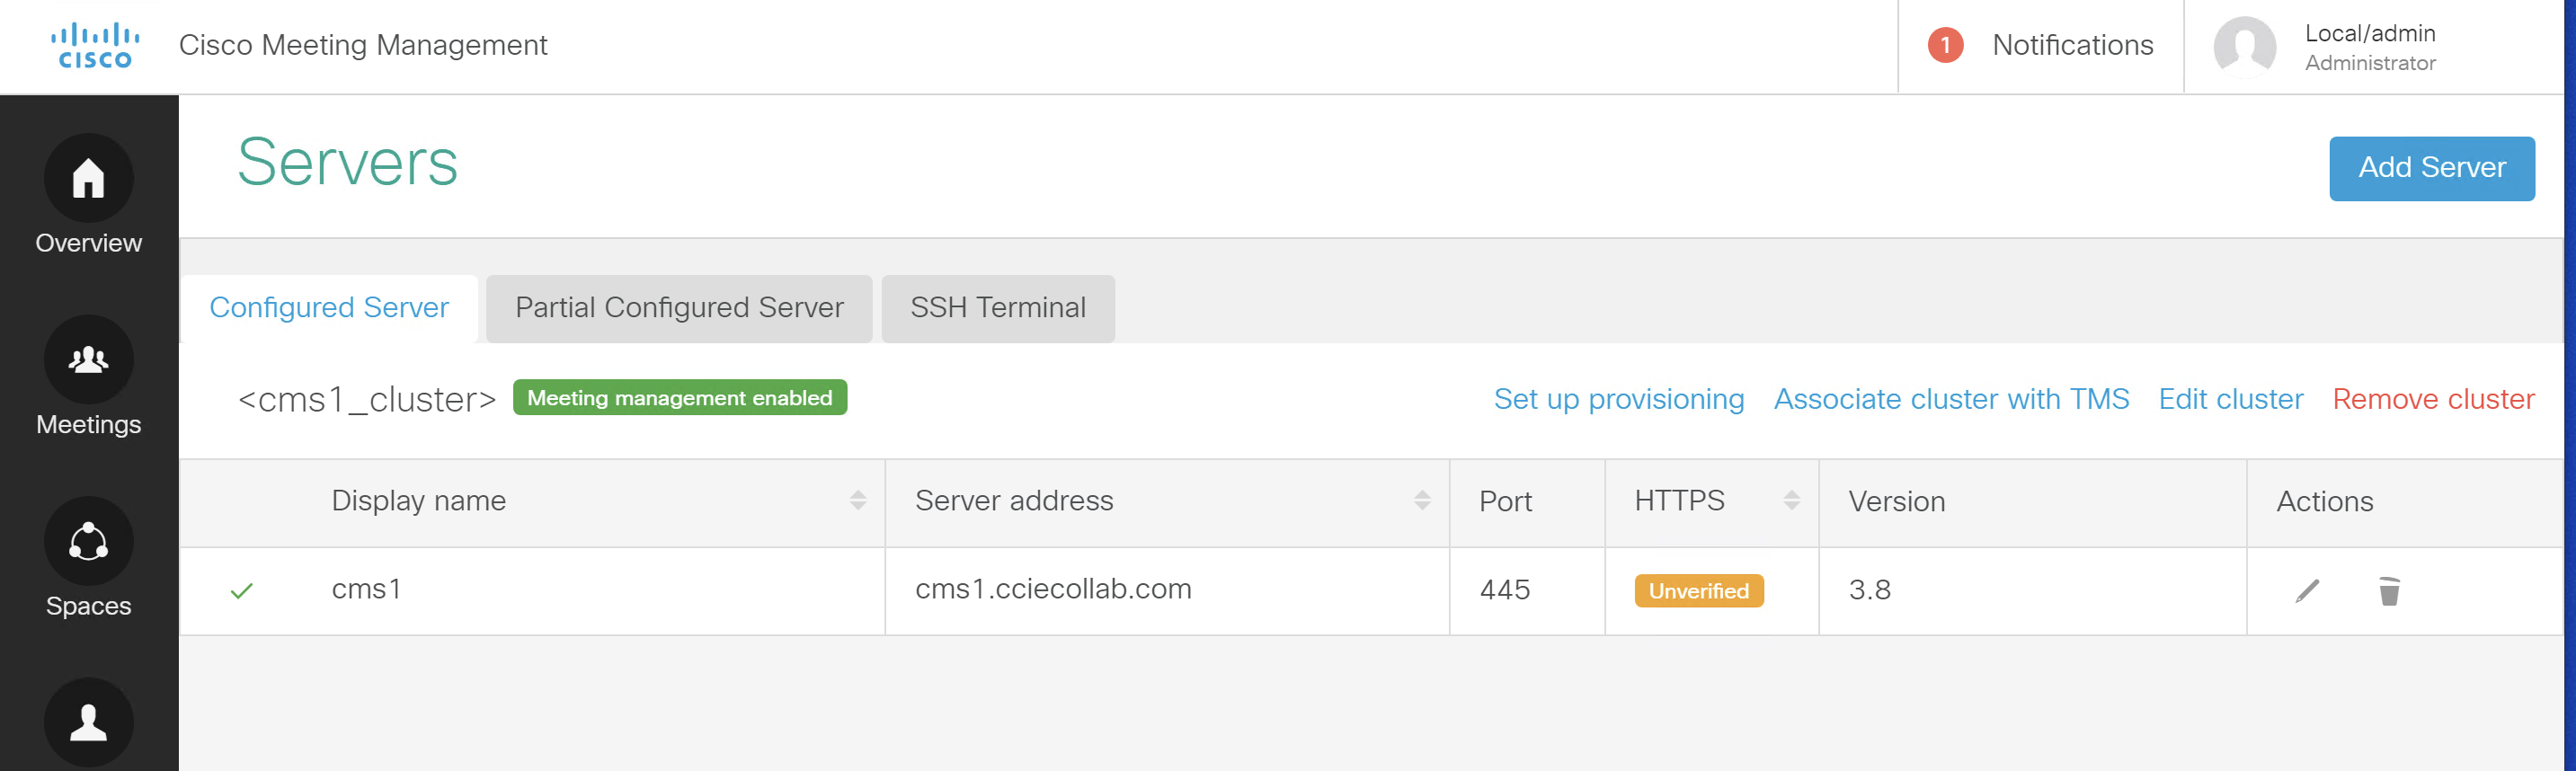 CISCO
Cisco Meeting Management
1 Notifications
Local/admin
Administrator
Overview
Meetings
Spaces
Servers
Add Server
Configured Server Partial Configured Server SSH Terminal
<cms1_cluster> Meeting management enabled Set up provisioning Associate cluster with TMS Edit cluster Remove cluster
Display name Server address Port HTTPS Version Actions
cms1 cms1.cciecollab.com 445 Unverified 3.8